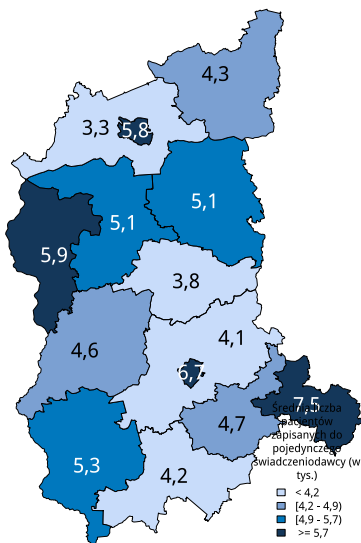 4,3
3,3 5,8
5,1
5,1
5,9
3,8
4,1
4,6
6,7
7,5
4,7
5,3
4,2
Średnia liczba
pacjentów
zapisanych do
pojedynczego
świadczeniodawcy (w
tys.)
< 4,2
[4,2 - 4,9)
[4,9 - 5,7)
>= 5,7